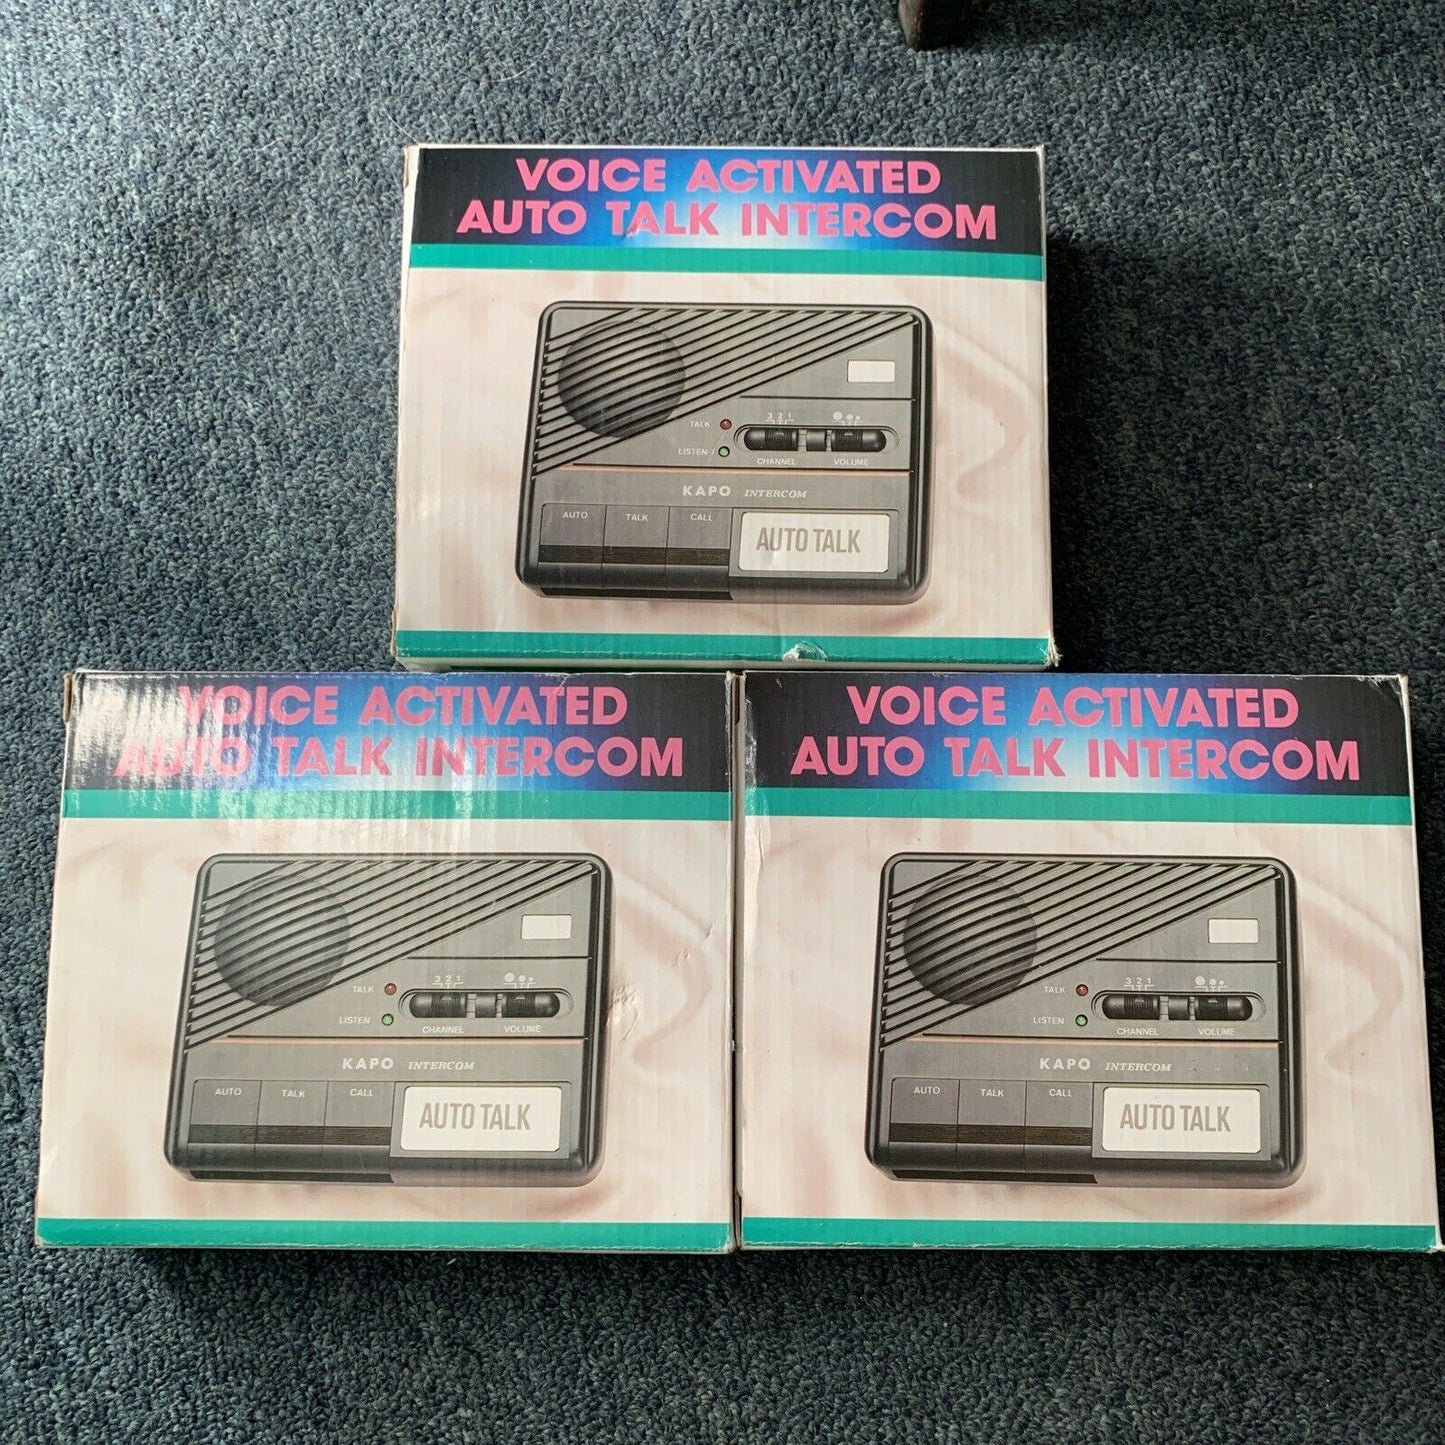 VOICE ACTIVATED
AUTO TALK INTERCOM
3 2 1
TALK
LISTEN /
CHANNEL VOLUME
KAPO INTERCOM
AUTO TALK CALL
AUTO TALK
VOICE ACTIVATED
AUTO TALK INTERCOM
3 2 1
TALK
LISTEN
CHANNEL VOLUME
KAPO INTERCOM
AUTO TALK CALL
AUTO TALK
VOICE ACTIVATED
AUTO TALK INTERCOM
3 2 1
TALK
LISTEN
CHANNEL VOLUME
KAPO INTERCOM
AUTO TALK CALL
AUTO TALK